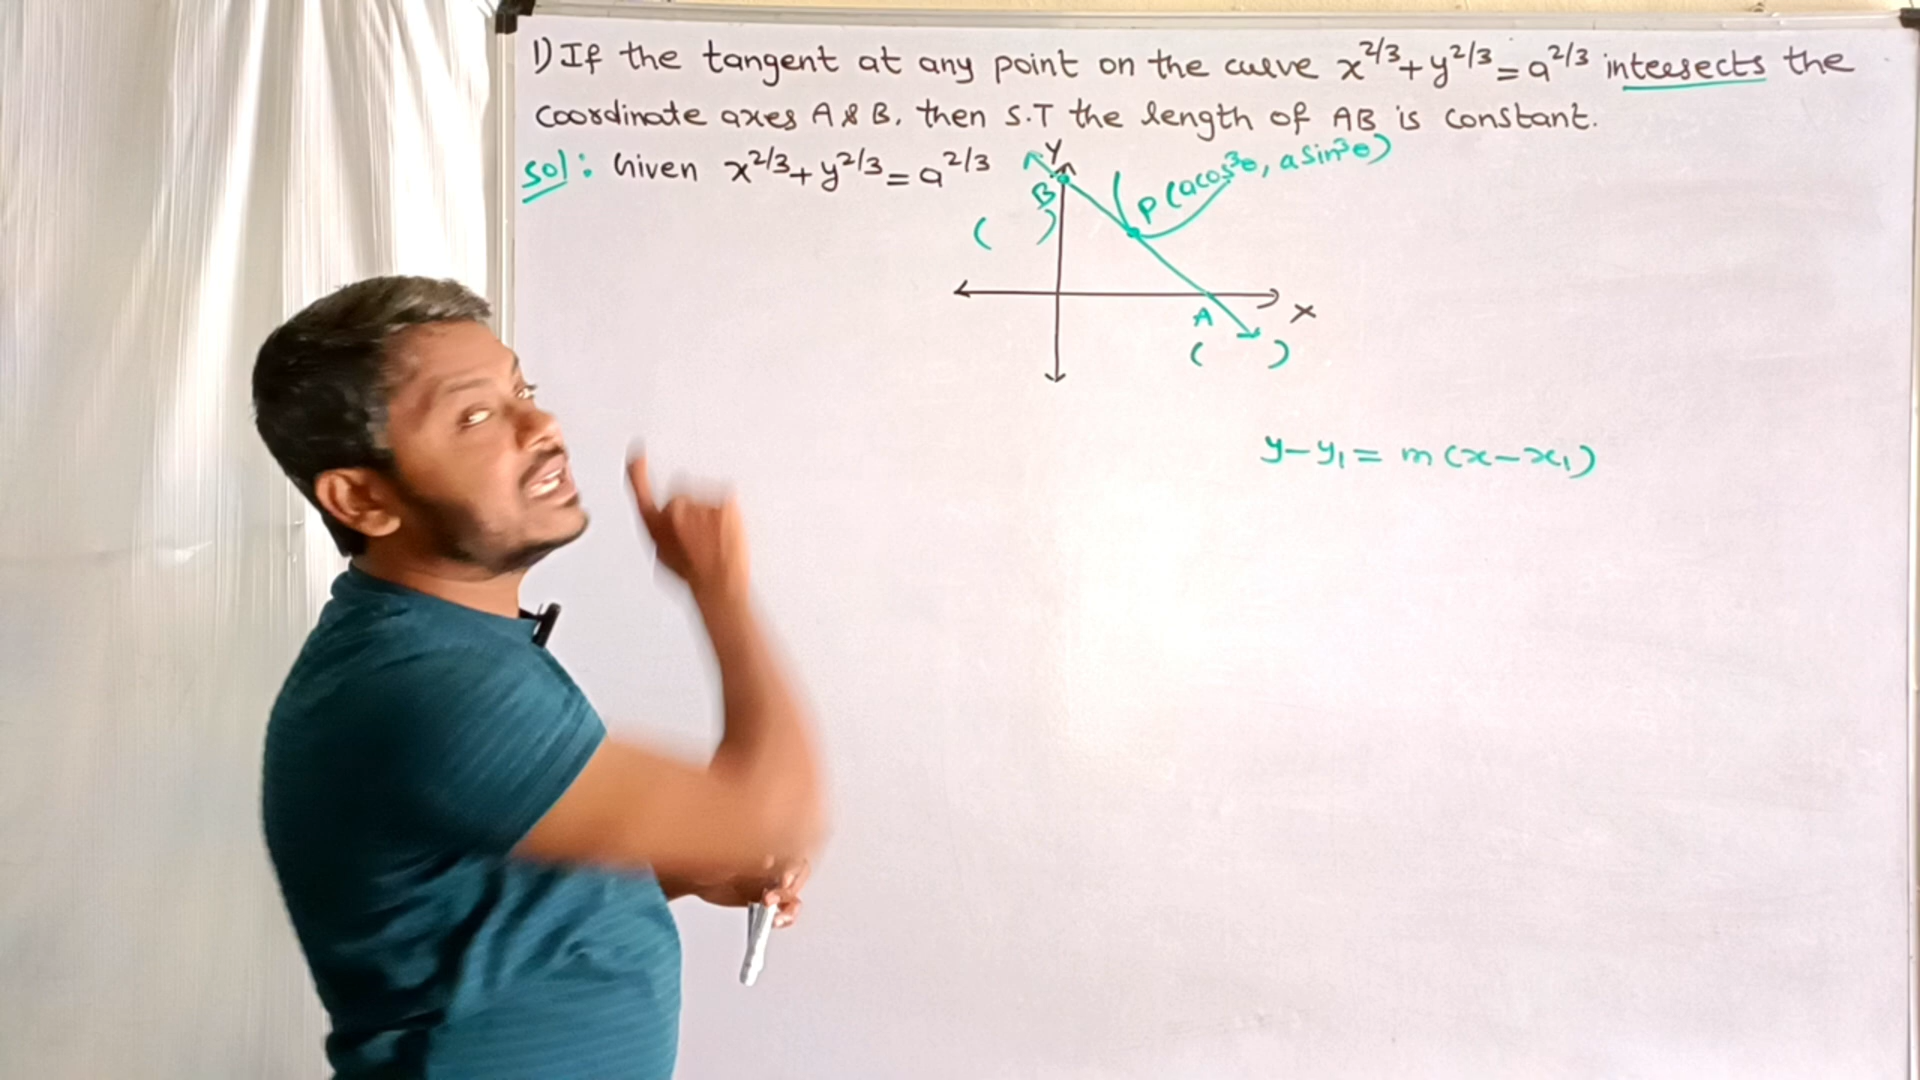 1) If the tangent at any point on the curve x^2/3 + y^2/3 = a^2/3 intersects the
coordinate axes A & B, then S.T the length of AB is constant.
Sol: Given x^2/3 + y^2/3 = a^2/3
Y
P(acos³θ, asin³θ)
B
( )
X
A
( )
y-y₁ = m(x-x₁)